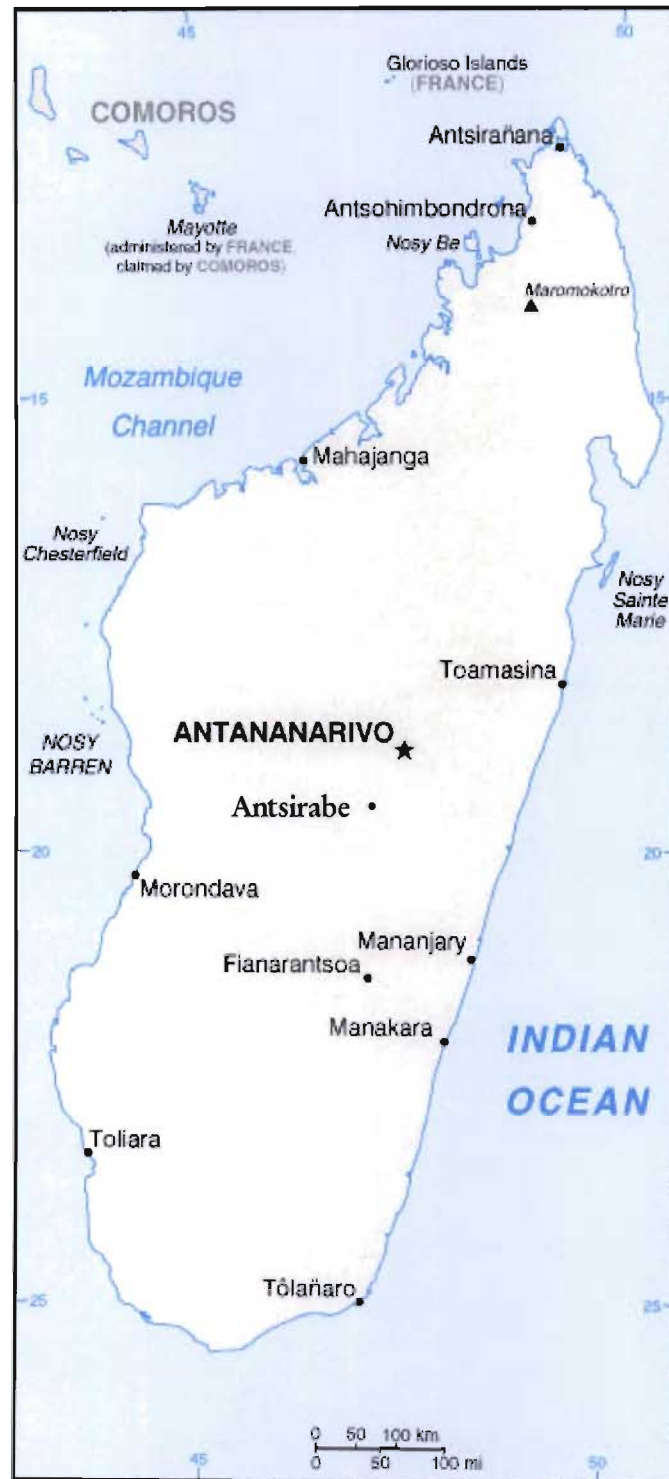 45
50
Glorioso Islands
(FRANCE)
COMOROS
Antsirañana
Antsohimbondrona
Mayotte
(administered by FRANCE,
claimed by COMOROS)
Nosy Be
Maromokotro
Mozambique
Channel
15
15
Mahajanga
Nosy
Chesterfield
Nosy
Sainte
Marie
Toamasina
ANTANANARIVO
NOSY
BARREN
Antsirabe
20
20
Morondava
Mananjary
Fianarantsoa
Manakara
INDIAN
OCEAN
Toliara
Tôlañaro
25
25
0 50 100 km
0 50 100 mi
45
50